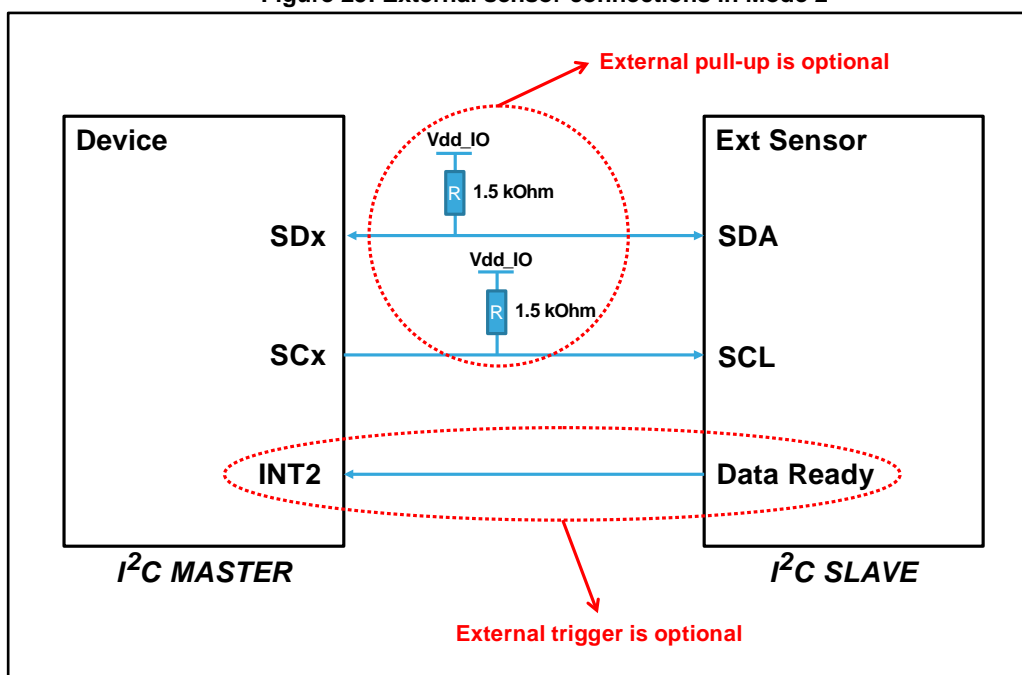 External pull-up is optional
Device
Ext Sensor
Vdd_IO
R
1.5 kOhm
SDx
SDA
Vdd_IO
R
1.5 kOhm
SCx
SCL
INT2
Data Ready
I²C MASTER
I²C SLAVE
External trigger is optional